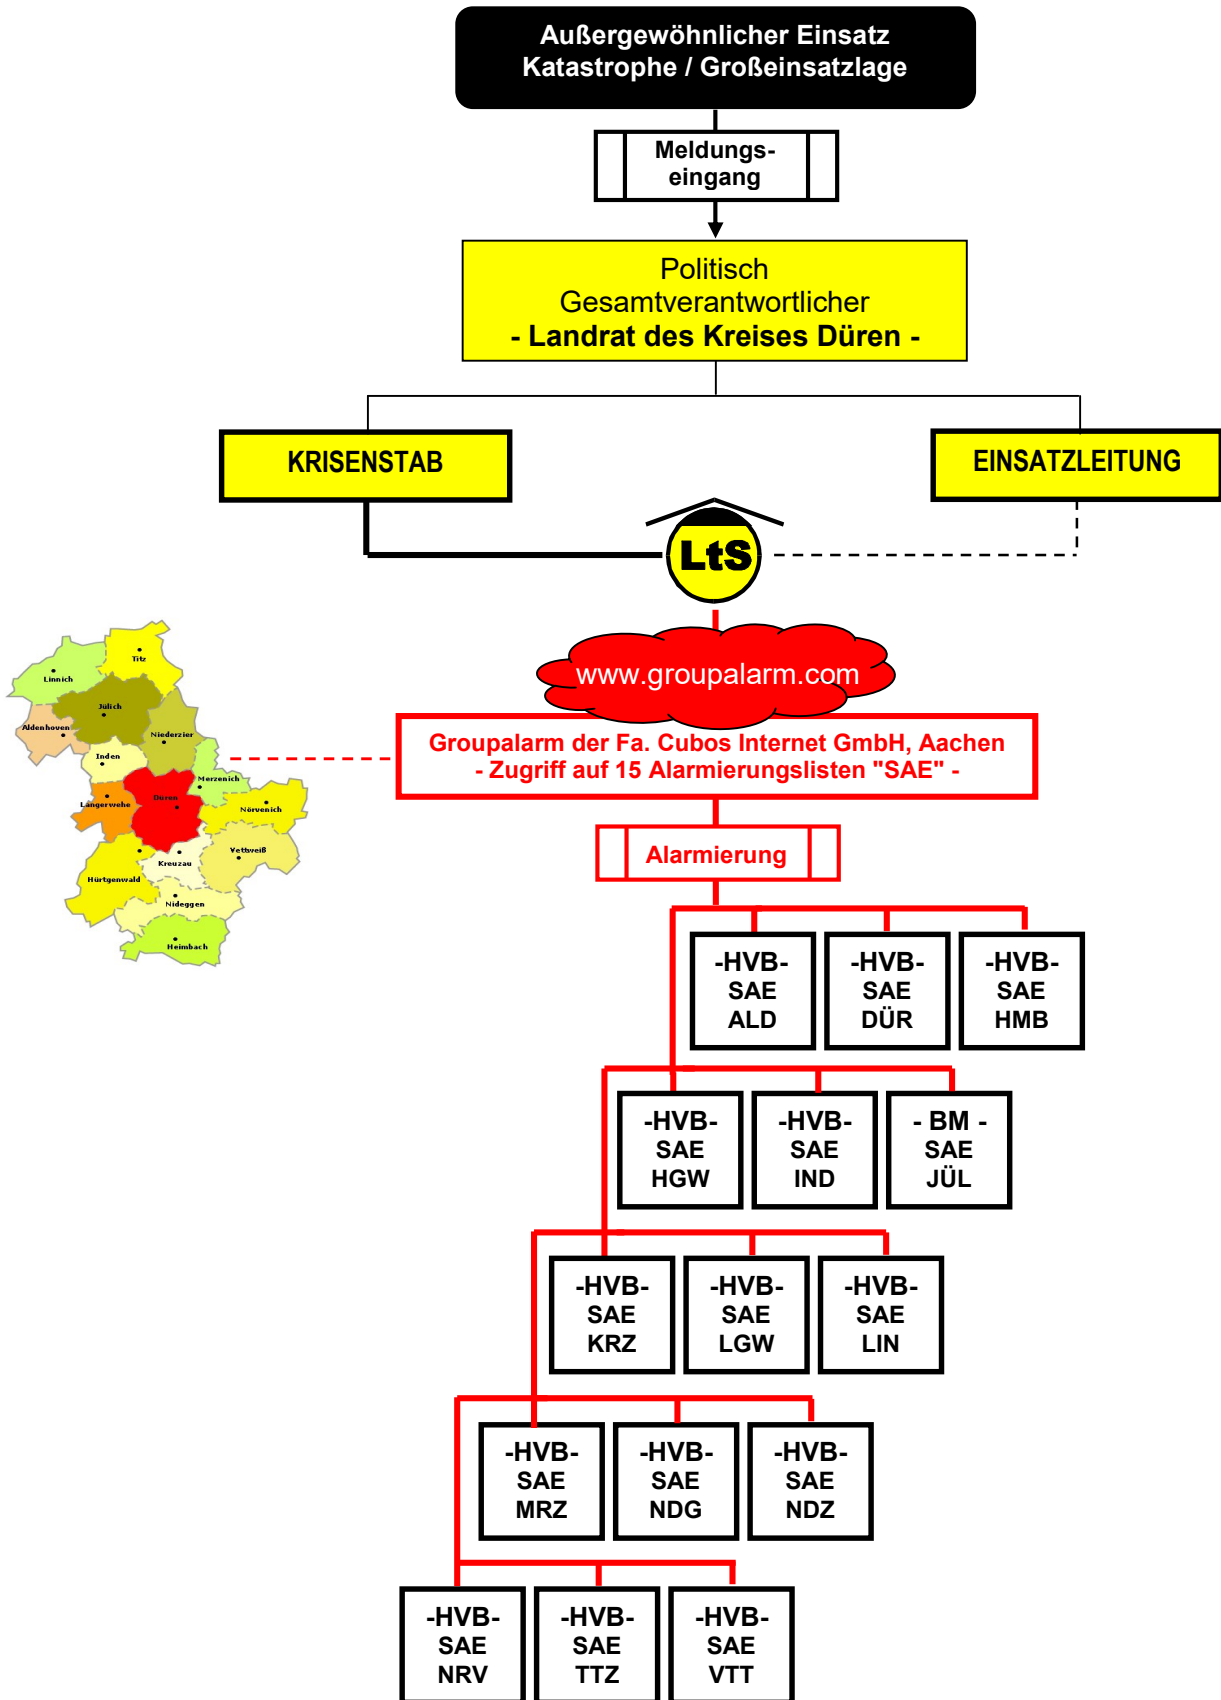 Außergewöhnlicher Einsatz
Katastrophe / Großeinsatzlage
Meldungs-
eingang
Politisch
Gesamtverantwortlicher
- Landrat des Kreises Düren -
KRISENSTAB
EINSATZLEITUNG
LtS
www.groupalarm.com
Groupalarm der Fa. Cubos Internet GmbH, Aachen
- Zugriff auf 15 Alarmierungslisten "SAE" -
Titz
Linnich
Jülich
Aldenhoven
Niederzier
Inden
Merzenich
Langerwehe
Düren
Nörvenich
Kreuzau
Vettweiß
Hürtgenwald
Nideggen
Heimbach
Alarmierung
-HVB-
SAE
ALD
-HVB-
SAE
DÜR
-HVB-
SAE
HMB
-HVB-
SAE
HGW
-HVB-
SAE
IND
- BM -
SAE
JÜL
-HVB-
SAE
KRZ
-HVB-
SAE
LGW
-HVB-
SAE
LIN
-HVB-
SAE
MRZ
-HVB-
SAE
NDG
-HVB-
SAE
NDZ
-HVB-
SAE
NRV
-HVB-
SAE
TTZ
-HVB-
SAE
VTT